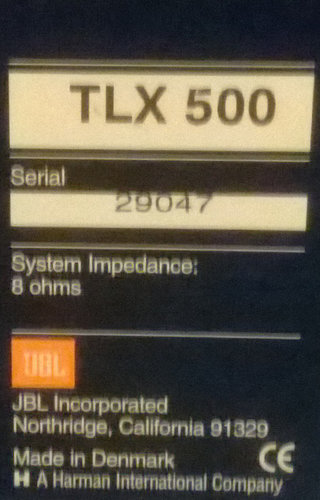 TLX 500
Serial
29047
System Impedance:
8 ohms
JBL
JBL Incorporated
Northridge, California 91329
Made in Denmark CE
H A Harman International Company